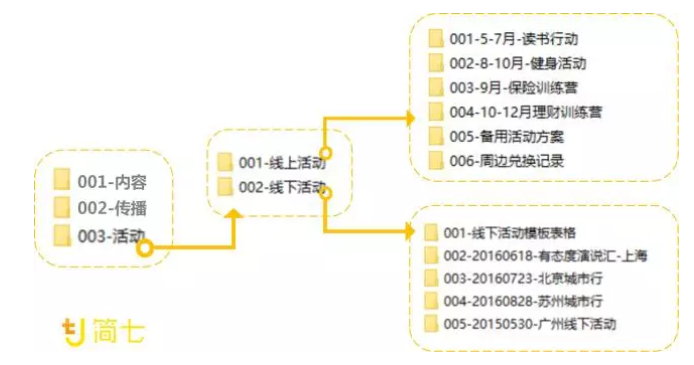 001-内容
002-传播
003-活动
001-线上活动
002-线下活动
001-5-7月-读书行动
002-8-10月-健身活动
003-9月-保险训练营
004-10-12月理财训练营
005-备用活动方案
006-周边兑换记录
001-线下活动模板表格
002-20160618-有态度演说汇-上海
003-20160723-北京城市行
004-20160828-苏州城市行
005-20150530-广州线下活动
简七